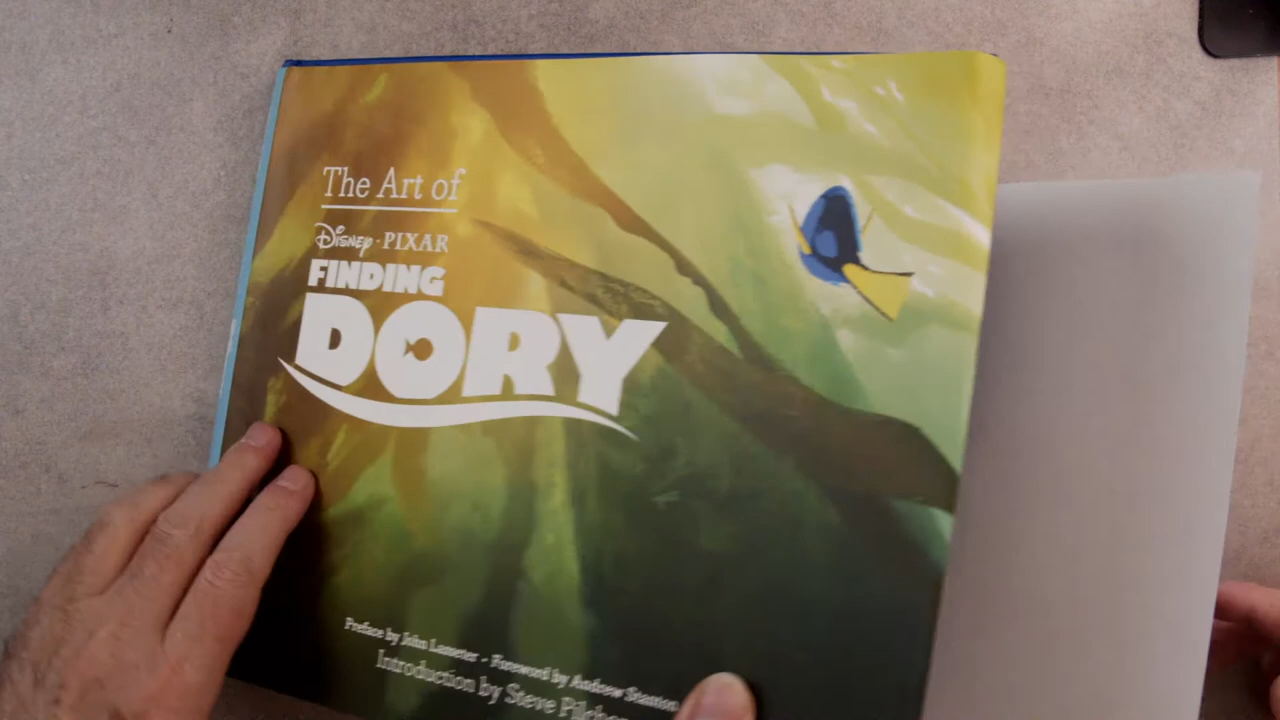 The Art of
Disney · PIXAR
FINDING
DORY
Preface by John Lasseter · Foreword by Andrew Stanton
Introduction by Steve